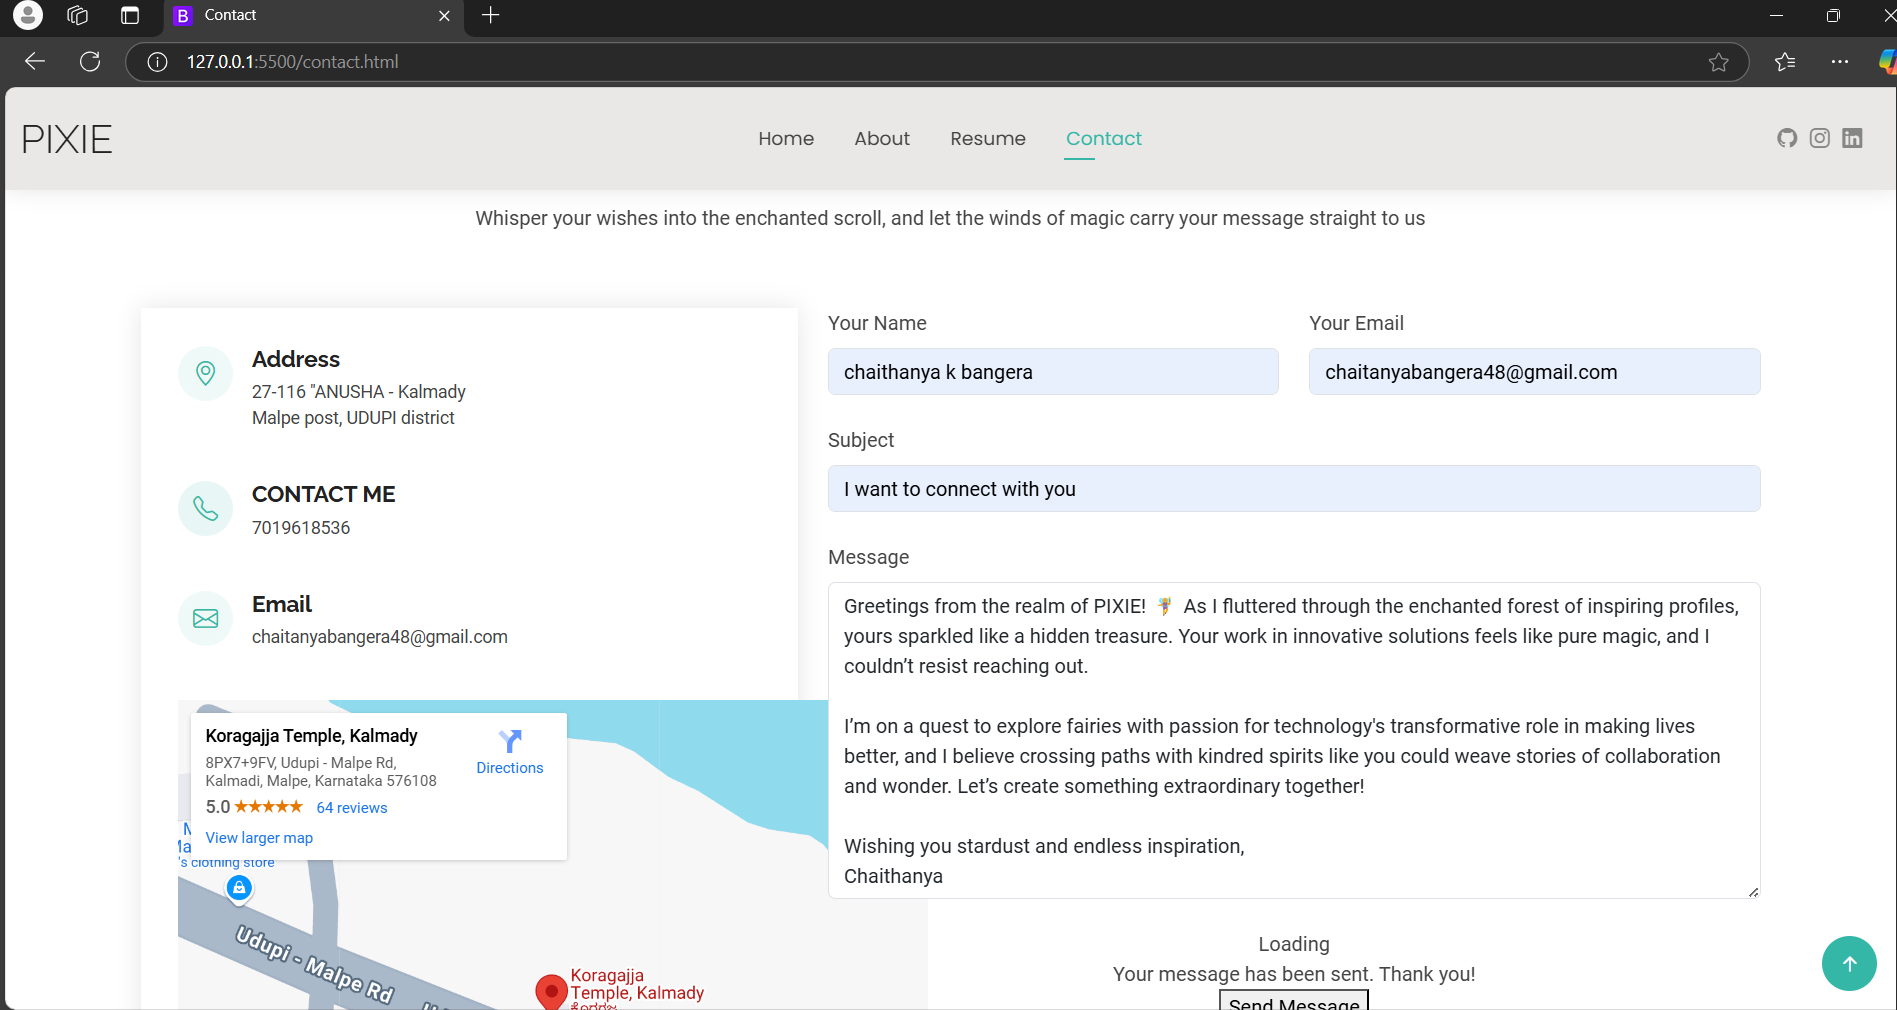 Contact
127.0.0.1:5500/contact.html
PIXIE
Home
About
Resume
Contact
Whisper your wishes into the enchanted scroll, and let the winds of magic carry your message straight to us
Address
27-116 "ANUSHA - Kalmady
Malpe post, UDUPI district
CONTACT ME
7019618536
Email
chaitanyabangera48@gmail.com
Koragajja Temple, Kalmady
8PX7+9FV, Udupi - Malpe Rd,
Kalmadi, Malpe, Karnataka 576108
5.0 ★★★★★ 64 reviews
View larger map
Directions
's clothing store
Udupi - Malpe Rd
Koragajja
Temple, Kalmady
Your Name
chaithanya k bangera
Your Email
chaitanyabangera48@gmail.com
Subject
I want to connect with you
Message
Greetings from the realm of PIXIE! 🧚 As I fluttered through the enchanted forest of inspiring profiles,
yours sparkled like a hidden treasure. Your work in innovative solutions feels like pure magic, and I
couldn’t resist reaching out.
I’m on a quest to explore fairies with passion for technology's transformative role in making lives
better, and I believe crossing paths with kindred spirits like you could weave stories of collaboration
and wonder. Let’s create something extraordinary together!
Wishing you stardust and endless inspiration,
Chaithanya
Loading
Your message has been sent. Thank you!
Send Message